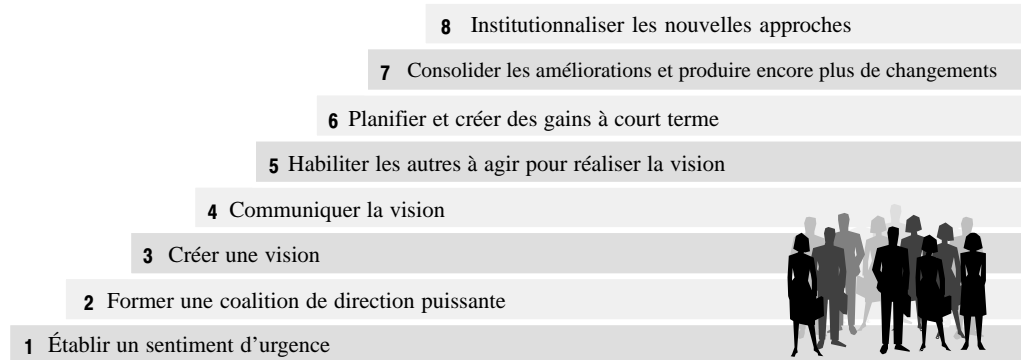 8 Institutionnaliser les nouvelles approches
7 Consolider les améliorations et produire encore plus de changements
6 Planifier et créer des gains à court terme
5 Habiliter les autres à agir pour réaliser la vision
4 Communiquer la vision
3 Créer une vision
2 Former une coalition de direction puissante
1 Établir un sentiment d’urgence